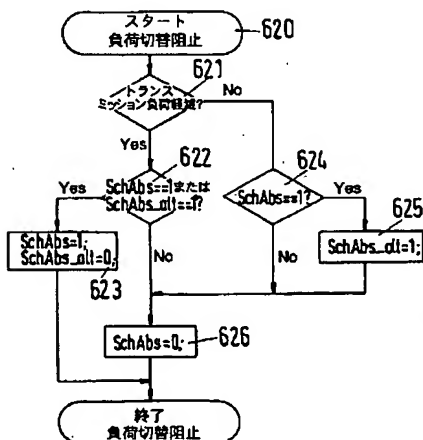 スタート
負荷切替阻止
620
621
トランス
ミッション負荷軽減?
No
Yes
622
624
SchAbs==1または
SchAbs_alt==1?
SchAbs==1?
Yes
Yes
625
SchAbs=1;
SchAbs_alt=0;
SchAbs_alt=1;
No
No
623
SchAbs=0;
626
終了
負荷切替阻止